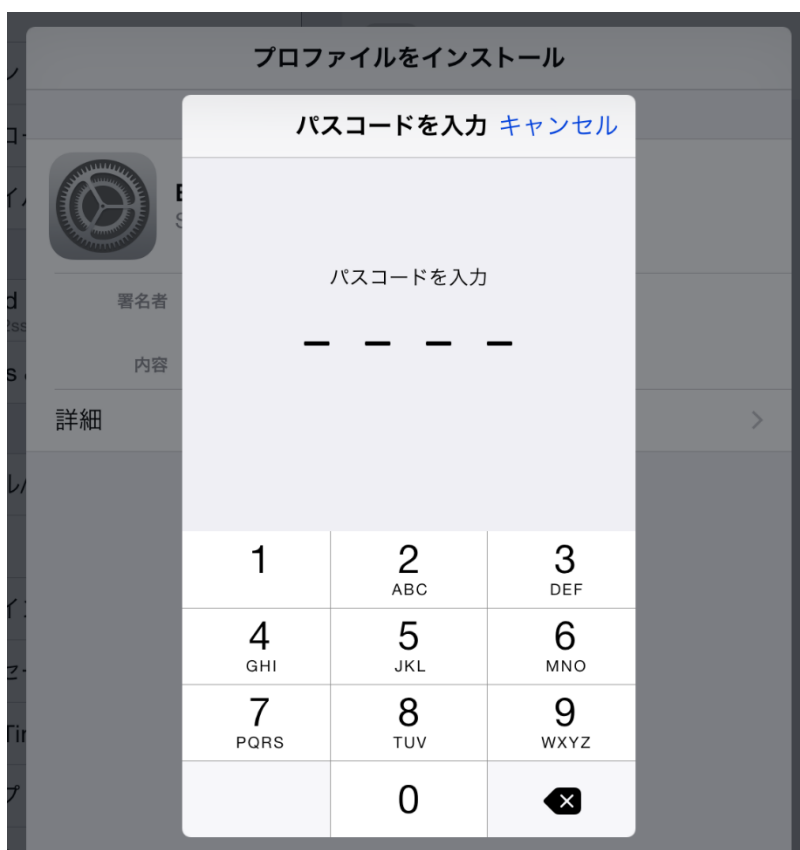 プロファイルをインストール
パスコードを入力 キャンセル
パスコードを入力
署名者
内容
詳細
1
2
ABC
3
DEF
4
GHI
5
JKL
6
MNO
7
PQRS
8
TUV
9
WXYZ
0